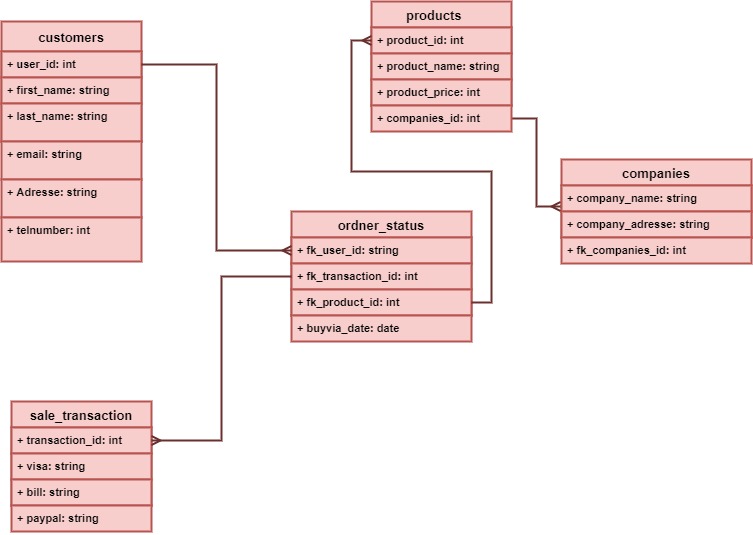 customers
+ user_id: int
+ first_name: string
+ last_name: string
+ email: string
+ Adresse: string
+ telnumber: int
products
+ product_id: int
+ product_name: string
+ product_price: int
+ companies_id: int
companies
+ company_name: string
+ company_adresse: string
+ fk_companies_id: int
ordner_status
+ fk_user_id: string
+ fk_transaction_id: int
+ fk_product_id: int
+ buyvia_date: date
sale_transaction
+ transaction_id: int
+ visa: string
+ bill: string
+ paypal: string